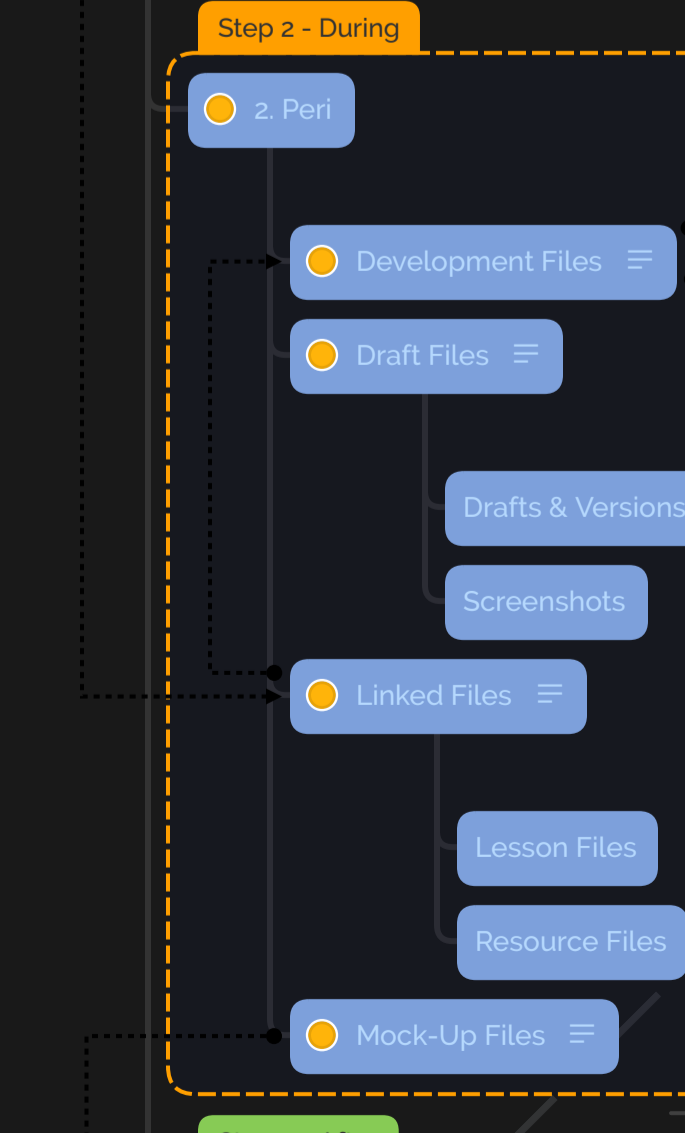 Step 2 - During
2. Peri
Development Files
Draft Files
Drafts & Versions
Screenshots
Linked Files
Lesson Files
Resource Files
Mock-Up Files